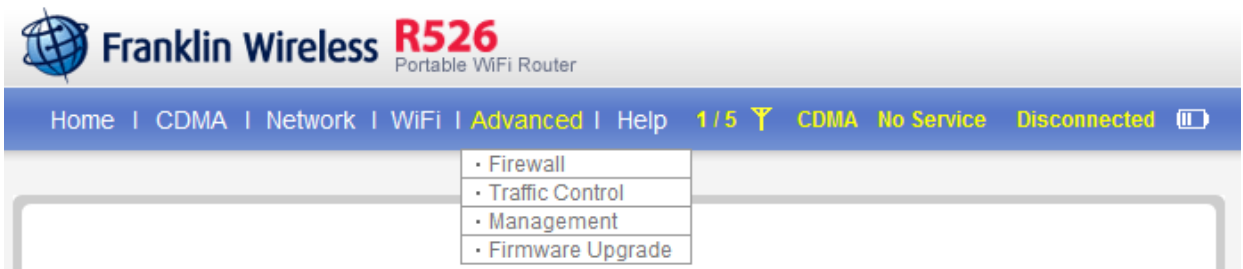 Franklin Wireless R526
Portable WiFi Router
Home | CDMA | Network | WiFi | Advanced | Help 1 / 5 CDMA No Service Disconnected
· Firewall
· Traffic Control
· Management
· Firmware Upgrade